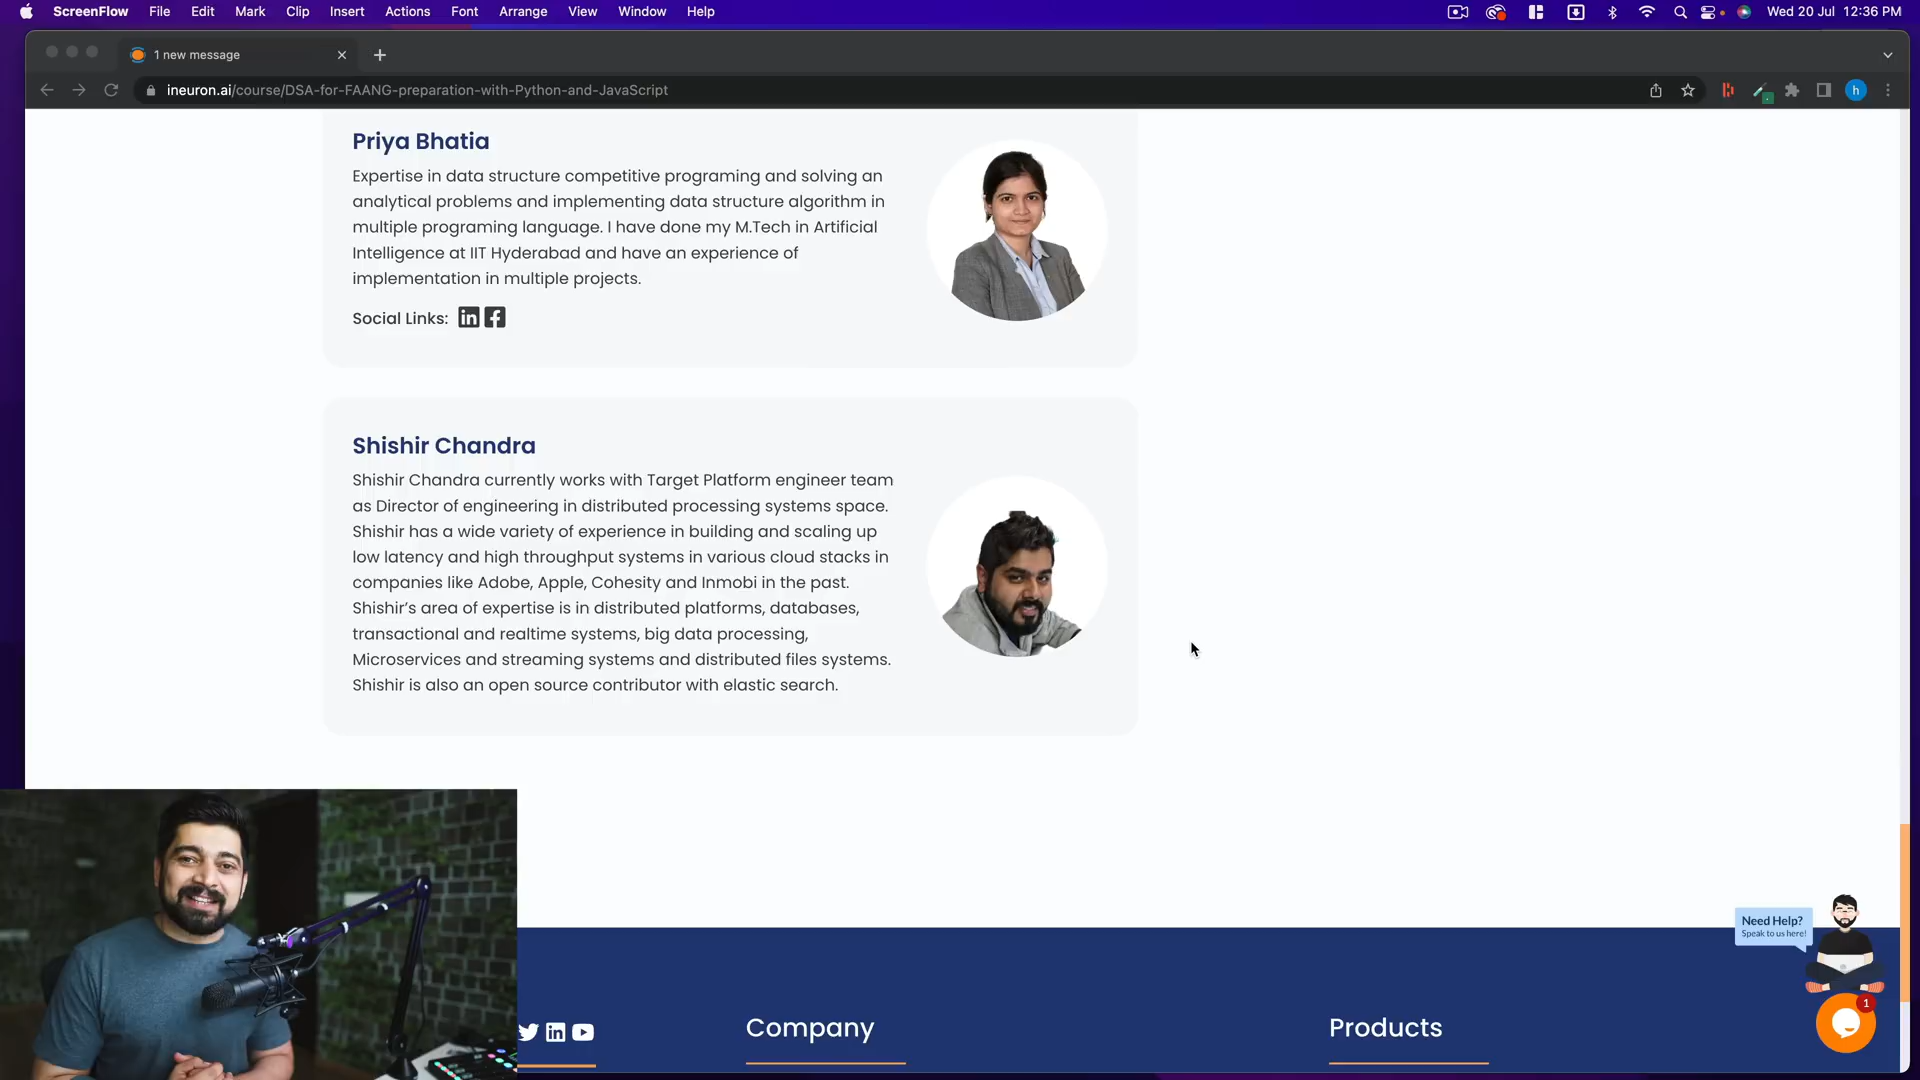 ScreenFlow File Edit Mark Clip Insert Actions Font Arrange View Window Help Wed 20 Jul 12:36 PM
1 new message
ineuron.ai/course/DSA-for-FAANG-preparation-with-Python-and-JavaScript h
Priya Bhatia
Expertise in data structure competitive programing and solving an
analytical problems and implementing data structure algorithm in
multiple programing language. I have done my M.Tech in Artificial
Intelligence at IIT Hyderabad and have an experience of
implementation in multiple projects.
Social Links:
Shishir Chandra
Shishir Chandra currently works with Target Platform engineer team
as Director of engineering in distributed processing systems space.
Shishir has a wide variety of experience in building and scaling up
low latency and high throughput systems in various cloud stacks in
companies like Adobe, Apple, Cohesity and Inmobi in the past.
Shishir's area of expertise is in distributed platforms, databases,
transactional and realtime systems, big data processing,
Microservices and streaming systems and distributed files systems.
Shishir is also an open source contributor with elastic search.
Need Help?
Speak to us here!
1
Company
Products